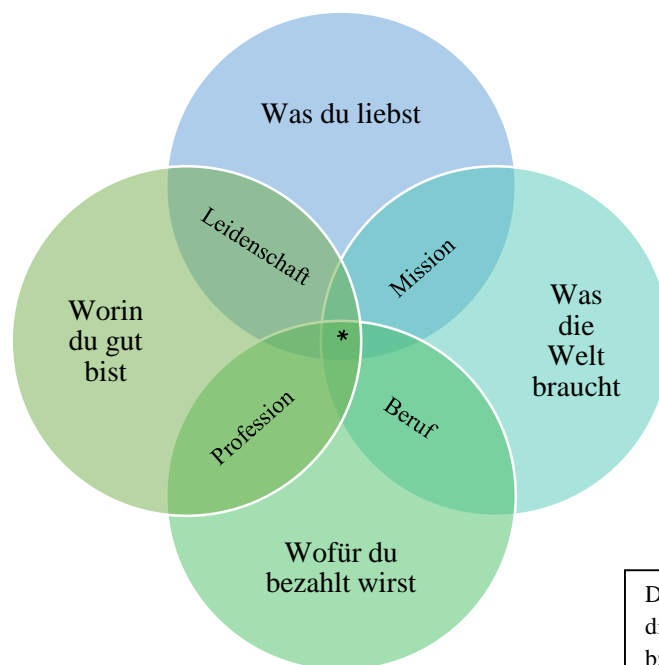 Was du liebst
Leidenschaft
Mission
Worin
du gut
bist
*
Was
die
Welt
braucht
Profession
Beruf
Wofür du
bezahlt wirst